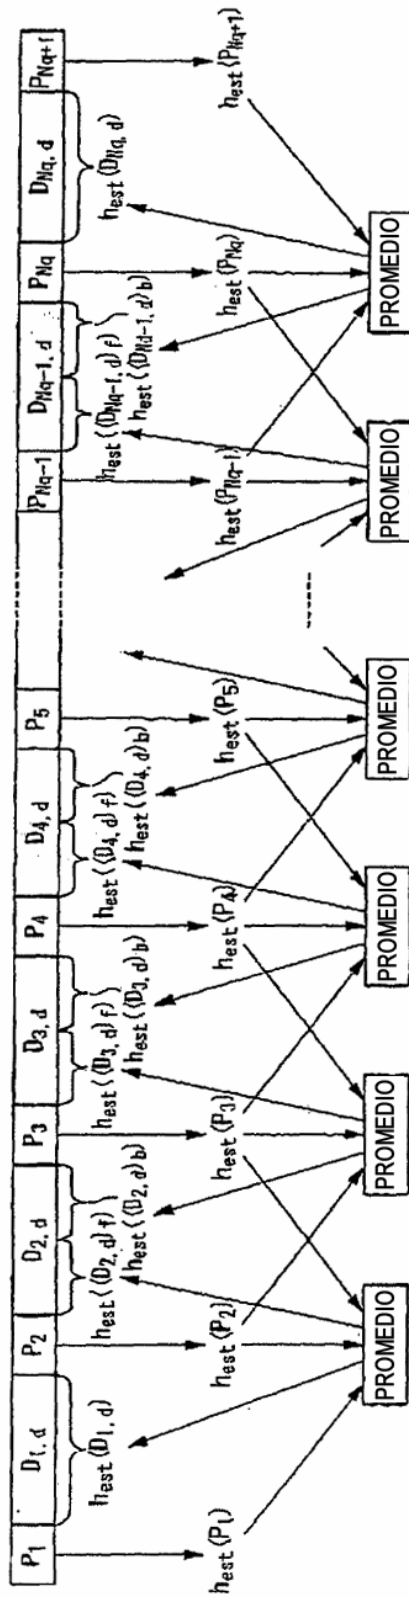 P1 D1, d P2 D2, d P3 D3, d P4 D4, d P5 PNq-1 DNq-1, d PNq DNq, d PNq+1
hest (D1, d)
hest ((D2, d) f)
hest ((D2, d) b)
hest ((D3, d) f)
hest ((D3, d) b)
hest ((D4, d) f)
hest ((D4, d) b)
hest ((DNq-1, d) f)
hest ((DNd-1, d) b)
hest (DNq, d)
hest (P1)
hest (P2)
hest (P3)
hest (P4)
hest (P5)
hest (PNq-1)
hest (PNq)
hest (PNq+1)
PROMEDIO
PROMEDIO
PROMEDIO
PROMEDIO
PROMEDIO
PROMEDIO